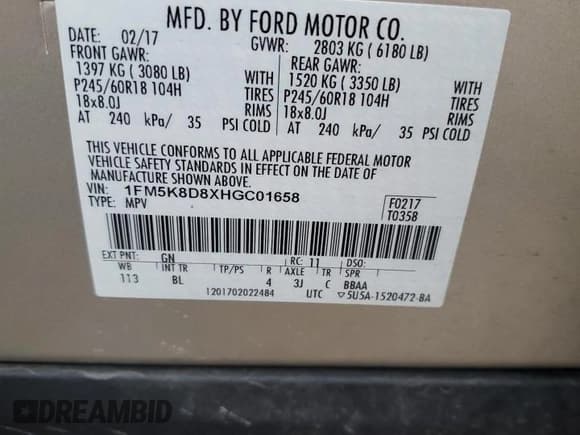 MFD. BY FORD MOTOR CO.
DATE: 02/17 GVWR: 2803 KG ( 6180 LB)
FRONT GAWR: REAR GAWR:
1397 KG ( 3080 LB) WITH 1520 KG ( 3350 LB) WITH
P245/60R18 104H TIRES P245/60R18 104H TIRES
18x8.0J RIMS 18x8.0J RIMS
AT 240 kPa/ 35 PSI COLD AT 240 kPa/ 35 PSI COLD
THIS VEHICLE CONFORMS TO ALL APPLICABLE FEDERAL MOTOR
VEHICLE SAFETY STANDARDS IN EFFECT ON THE DATE OF
MANUFACTURE SHOWN ABOVE.
VIN: 1FM5K8D8XHGC01658 F0217
TYPE: MPV T0358
EXT PNT: GN RC: 11 DSO:
WB INT TR TP/PS R AXLE TR SPR
113 BL 4 3J C BBAA
1201702022484 UTC ▽5U5A-1520472-BA
DREAMBID